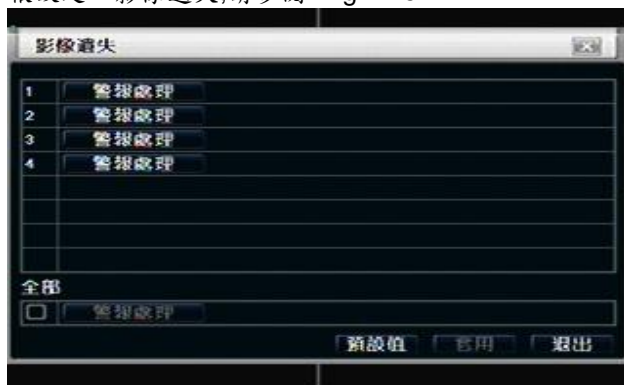 影像遺失
1 警報處理
2 警報處理
3 警報處理
4 警報處理
全部
警報處理
預設值 套用 退出